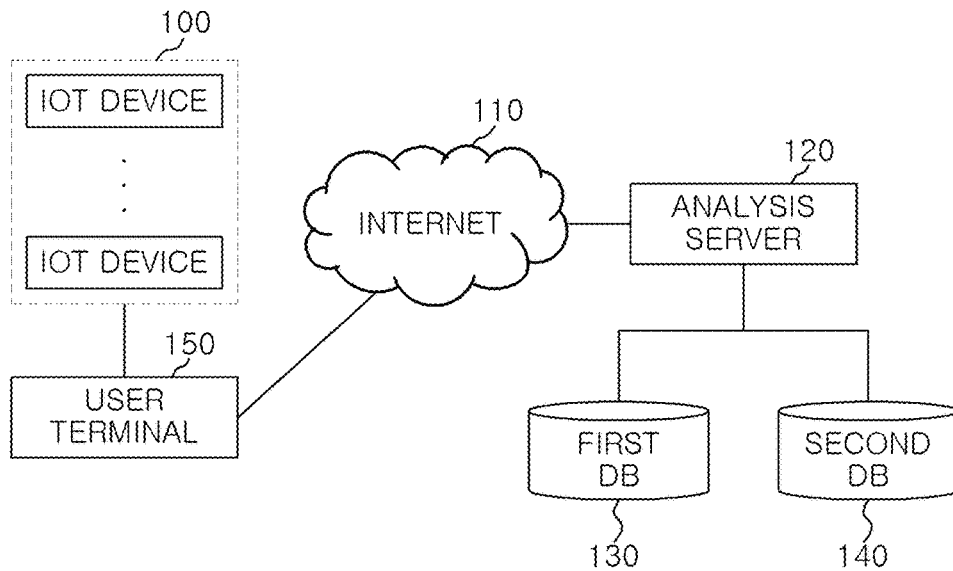 100
IOT DEVICE
IOT DEVICE
150
USER
TERMINAL
110
INTERNET
120
ANALYSIS
SERVER
FIRST
DB
130
SECOND
DB
140